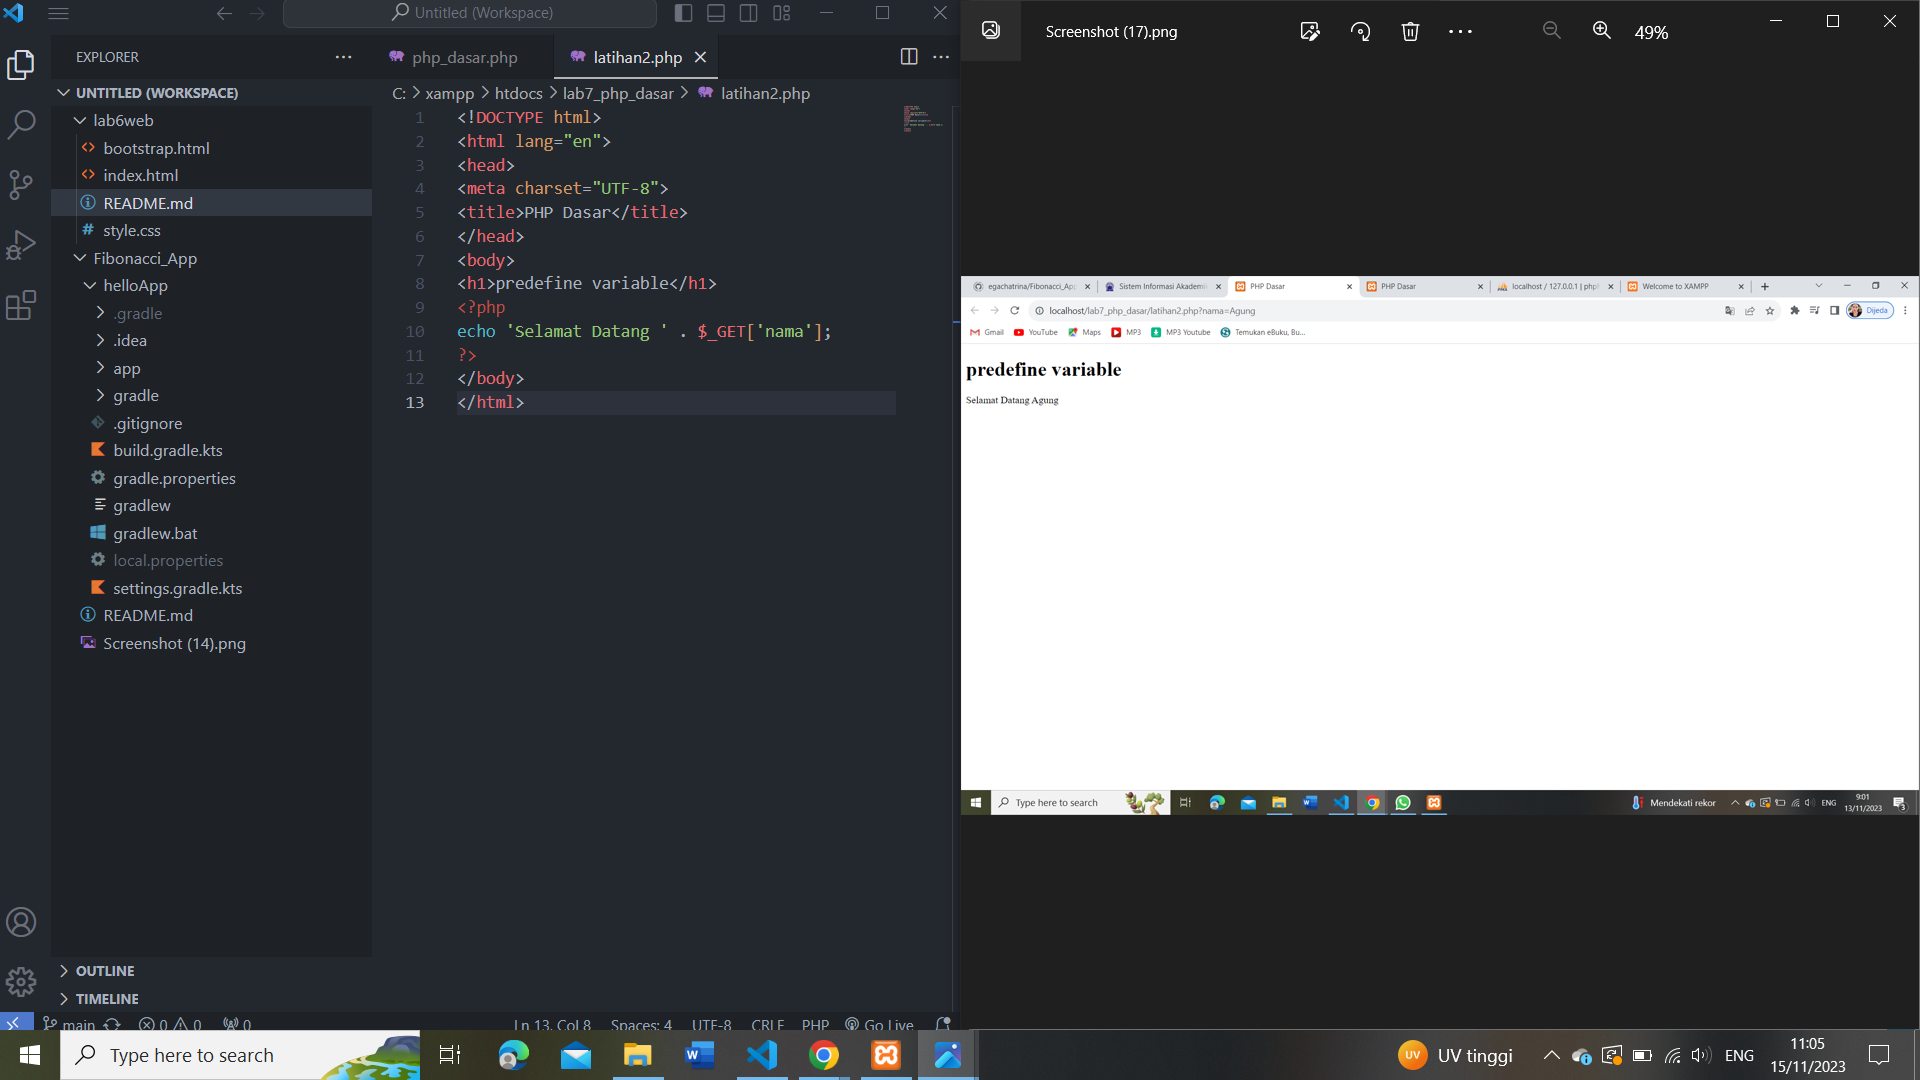 Untitled (Workspace)
EXPLORER
UNTITLED (WORKSPACE)
lab6web
bootstrap.html
index.html
README.md
style.css
Fibonacci_App
helloApp
.gradle
.idea
app
gradle
.gitignore
build.gradle.kts
gradle.properties
gradlew
gradlew.bat
local.properties
settings.gradle.kts
README.md
Screenshot (14).png
OUTLINE
TIMELINE
php_dasar.php
latihan2.php
C: > xampp > htdocs > lab7_php_dasar > latihan2.php
1 <!DOCTYPE html>
2 <html lang="en">
3 <head>
4 <meta charset="UTF-8">
5 <title>PHP Dasar</title>
6 </head>
7 <body>
8 <h1>predefine variable</h1>
9 <?php
10 echo 'Selamat Datang ' . $_GET['nama'];
11 ?>
12 </body>
13 </html>
main 0 0 0 Ln 13, Col 8 Spaces: 4 UTF-8 CRLF PHP Go Live
Screenshot (17).png 49%
egachatrina/Fibonacci_App Sistem Informasi Akademik PHP Dasar PHP Dasar localhost / 127.0.0.1 | php Welcome to XAMPP
localhost/lab7_php_dasar/latihan2.php?nama=Agung Dijeda
Gmail YouTube Maps MP3 MP3 Youtube Temukan eBuku, Bu...
predefine variable
Selamat Datang Agung
Type here to search Mendekati rekor ENG 9:01
13/11/2023
3
Type here to search
UV UV tinggi ENG 11:05
15/11/2023